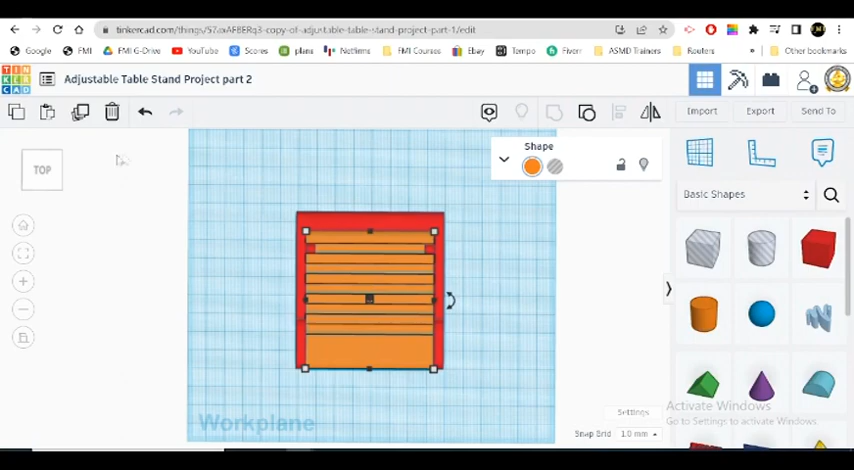 tinkercad.com/things/57axAFBERq3-copy-of-adjustable-table-stand-project-part-1/edit
Google FMI FMI G-Drive YouTube Scores plans Netfirms FMI Courses Ebay Tempo Fiverr ASMD Trainers Routers » Other bookmarks
TIN
KER
CAD
Adjustable Table Stand Project part 2
Import Export Send To
TOP
Shape
Basic Shapes
Workplane
Settings
Snap Grid 1.0 mm
Activate Windows
Go to Settings to activate Windows.